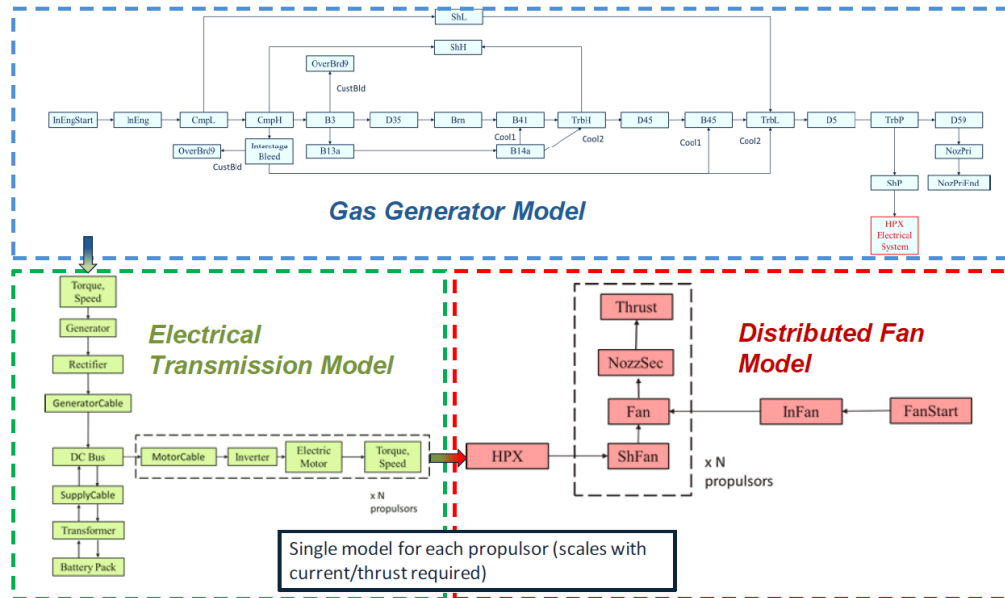 ShL
ShH
OverBrd9
CustBld
InEngStart
InEng
CmpL
CmpH
B3
D35
Brn
B41
TrbH
D45
B45
TrbL
D5
TrbP
D59
Cool1
Cool2
Cool1
Cool2
OverBrd9
CustBld
Interstage
Bleed
B13a
B14a
NozPri
ShP
NozPriEnd
HPX
Electrical
System
Gas Generator Model
Torque,
Speed
Generator
Rectifier
GeneratorCable
DC Bus
SupplyCable
Transformer
Battery Pack
Electrical
Transmission Model
MotorCable
Inverter
Electric
Motor
Torque,
Speed
x N
propulsors
Distributed Fan
Model
Thrust
NozzSec
Fan
InFan
FanStart
HPX
ShFan
x N
propulsors
Single model for each propulsor (scales with
current/thrust required)